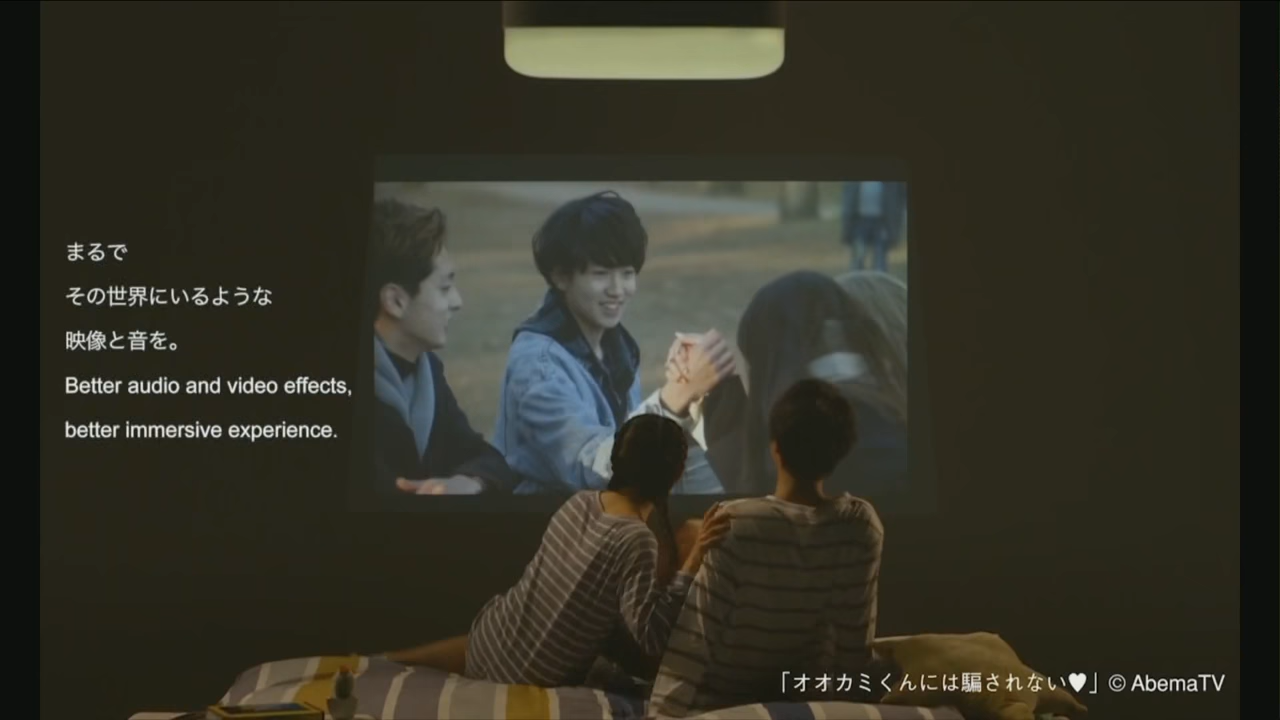 まるで
その世界にいるような
映像と音を。
Better audio and video effects,
better immersive experience.
「オオカミくんには騙されない♥」© AbemaTV